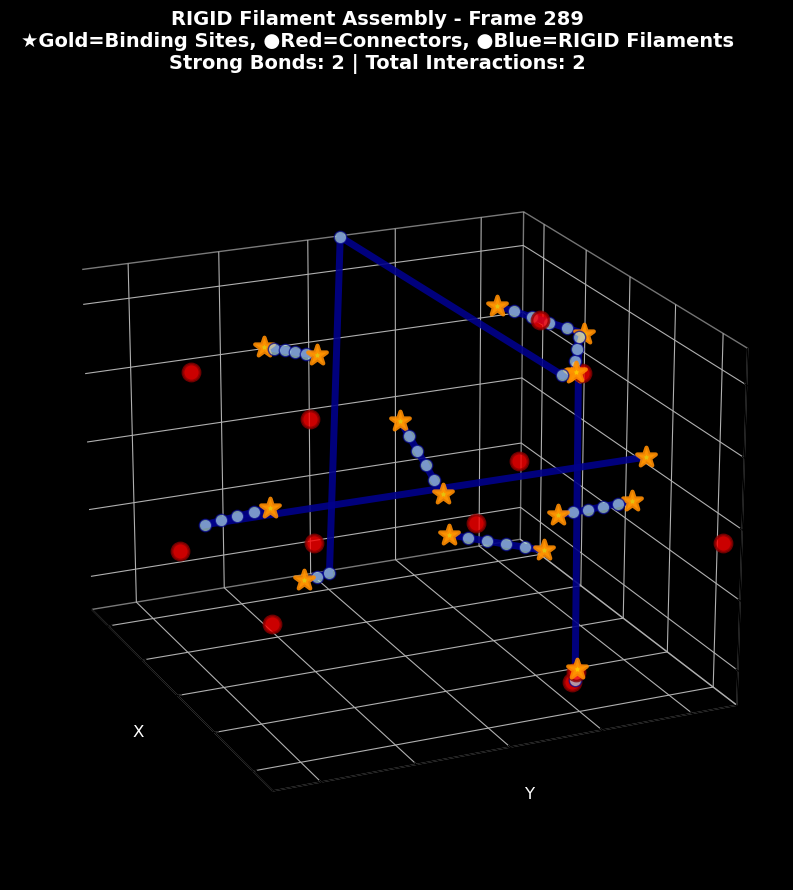 RIGID Filament Assembly - Frame 289
★Gold=Binding Sites, ●Red=Connectors, ●Blue=RIGID Filaments
Strong Bonds: 2 | Total Interactions: 2
X
Y